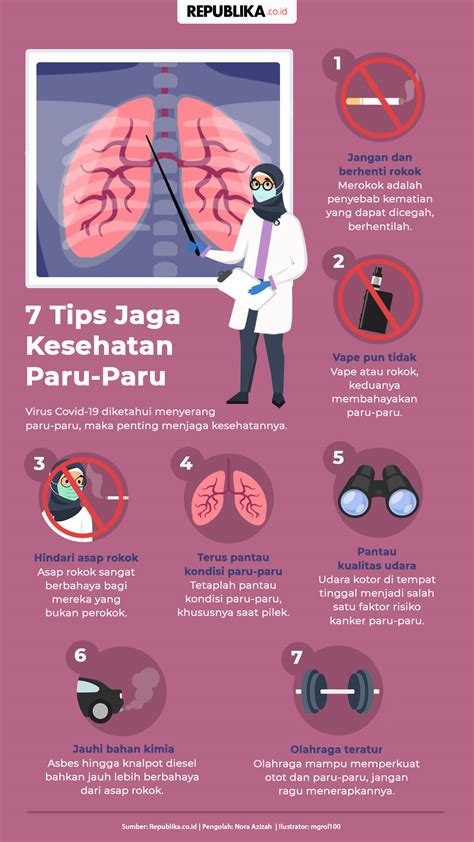 REPUBLIKA.co.id
7 Tips Jaga
Kesehatan
Paru-Paru
Virus Covid-19 diketahui menyerang
paru-paru, maka penting menjaga kesehatannya.
1
Jangan dan
berhenti rokok
Merokok adalah
penyebab kematian
yang dapat dicegah,
berhentilah.
2
Vape pun tidak
Vape atau rokok,
keduanya
membahayakan
paru-paru.
3
Hindari asap rokok
Asap rokok sangat
berbahaya bagi
mereka yang
bukan perokok.
4
Terus pantau
kondisi paru-paru
Tetaplah pantau
kondisi paru-paru,
khususnya saat pilek.
5
Pantau
kualitas udara
Udara kotor di tempat
tinggal menjadi salah
satu faktor risiko
kanker paru-paru.
6
Jauhi bahan kimia
Asbes hingga knalpot diesel
bahkan jauh lebih berbahaya
dari asap rokok.
7
Olahraga teratur
Olahraga mampu memperkuat
otot dan paru-paru, jangan
ragu menerapkannya.
Sumber: Republika.co.id | Pengolah: Nora Azizah | Ilustrator: mgrol100